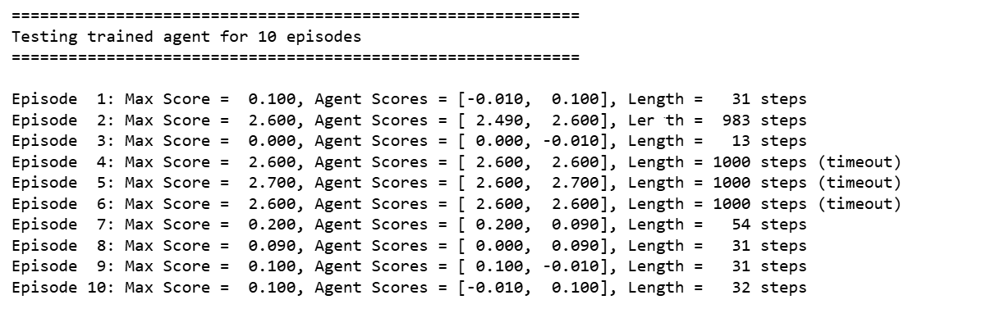 ============================================================
Testing trained agent for 10 episodes
============================================================
Episode  1: Max Score =  0.100, Agent Scores = [-0.010,  0.100], Length =   31 steps
Episode  2: Max Score =  2.600, Agent Scores = [ 2.490,  2.600], Ler th =  983 steps
Episode  3: Max Score =  0.000, Agent Scores = [ 0.000, -0.010], Length =   13 steps
Episode  4: Max Score =  2.600, Agent Scores = [ 2.600,  2.600], Length = 1000 steps (timeout)
Episode  5: Max Score =  2.700, Agent Scores = [ 2.600,  2.700], Length = 1000 steps (timeout)
Episode  6: Max Score =  2.600, Agent Scores = [ 2.600,  2.600], Length = 1000 steps (timeout)
Episode  7: Max Score =  0.200, Agent Scores = [ 0.200,  0.090], Length =   54 steps
Episode  8: Max Score =  0.090, Agent Scores = [ 0.000,  0.090], Length =   31 steps
Episode  9: Max Score =  0.100, Agent Scores = [ 0.100, -0.010], Length =   31 steps
Episode 10: Max Score =  0.100, Agent Scores = [-0.010,  0.100], Length =   32 steps